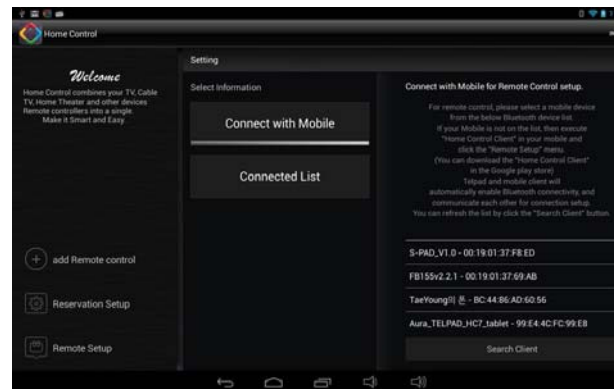 Home Control
Welcome
Home Control combines your TV, Cable
TV, Home Theater and other devices
Remote controllers into a single.
Make it Smart and Easy
add Remote control
Reservation Setup
Remote Setup
Setting
Select Information
Connect with Mobile
Connected List
Connect with Mobile for Remote Control setup.
For remote control, please select a mobile device
from the below Bluetooth device list.
If your Mobile is not on the list, then execute
"Home Control Client" in your mobile and
click the "Remote Setup" menu.
(You can download the "Home Control Client"
in the Google play store)
Telpad and mobile client will
automatically enable Bluetooth connectivity, and
communicate each other for connection setup.
You can refresh the list by click the "Search Client" button.
S-PAD_V1.0 - 00:19:01:37:F8:ED
FB155v2.2.1 - 00:19:01:37:69:AB
TaeYoung의 폰 - BC:44:86:AD:60:56
Aura_TELPAD_HC7_tablet - 99:E4:4C:FC:99:E8
Search Client